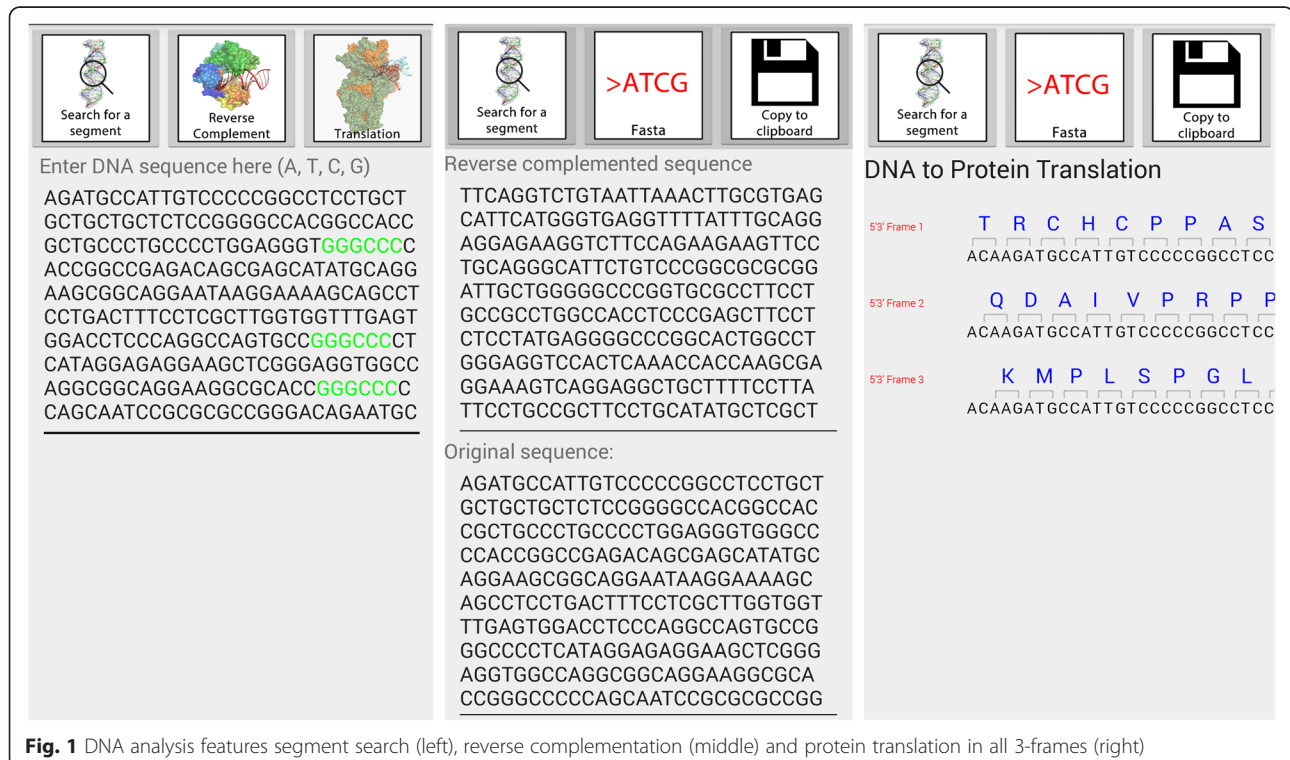 Search for a
segment
Reverse
Complement
Translation
Enter DNA sequence here (A, T, C, G)
AGATGCCATTGTCCCCCGGCCTCCTGCT
GCTGCTGCTCTCCGGGGCCACGGCCACC
GCTGCCCTGCCCCTGGAGGGTGGGCCCC
ACCGGCCGAGACAGCGAGCATATGCAGG
AAGCGGCAGGAATAAGGAAAAGCAGCCT
CCTGACTTTCCTCGCTTGGTGGTTTGAGT
GGACCTCCCAGGCCAGTGCCGGGCCCCT
CATAGGAGAGGAAGCTCGGGAGGTGGCC
AGGCGGCAGGAAGGCGCACCGGGCCCC
CAGCAATCCGCGCGCCGGGACAGAATGC
Search for a
segment
>ATCG
Fasta
Copy to
clipboard
Reverse complemented sequence
TTCAGGTCTGTAATTAAACTTGCGTGAG
CATTCATGGGTGAGGTTTTATTTGCAGG
AGGAGAAGGTCTTCCAGAAGAAGTTCC
TGCAGGGCATTCTGTCCCGGCGCGCGG
ATTGCTGGGGGCCCGGTGCGCCTTCCT
GCCGCCTGGCCACCTCCCGAGCTTCCT
CTCCTATGAGGGGCCCGGCACTGGCCT
GGGAGGTCCACTCAAACCACCAAGCGA
GGAAAGTCAGGAGGCTGCTTTTCCTTA
TTCCTGCCGCTTCCTGCATATGCTCGCT
Original sequence:
AGATGCCATTGTCCCCCGGCCTCCTGCT
GCTGCTGCTCTCCGGGGCCACGGCCAC
CGCTGCCCTGCCCCTGGAGGGTGGGCC
CCACCGGCCGAGACAGCGAGCATATGC
AGGAAGCGGCAGGAATAAGGAAAAGC
AGCCTCCTGACTTTCCTCGCTTGGTGGT
TTGAGTGGACCTCCCAGGCCAGTGCCG
GGCCCCTCATAGGAGAGGAAGCTCGGG
AGGTGGCCAGGCGGCAGGAAGGCGCA
CCGGGCCCCCAGCAATCCGCGCGCCGG
Search for a
segment
>ATCG
Fasta
Copy to
clipboard
DNA to Protein Translation
5'3' Frame 1
T R C H C P P A S
ACAAGATGCCATTGTCCCCCGGCCTCC
5'3' Frame 2
Q D A I V P R P P
ACAAGATGCCATTGTCCCCCGGCCTCC
5'3' Frame 3
K M P L S P G L
ACAAGATGCCATTGTCCCCCGGCCTCC
Fig. 1 DNA analysis features segment search (left), reverse complementation (middle) and protein translation in all 3-frames (right)